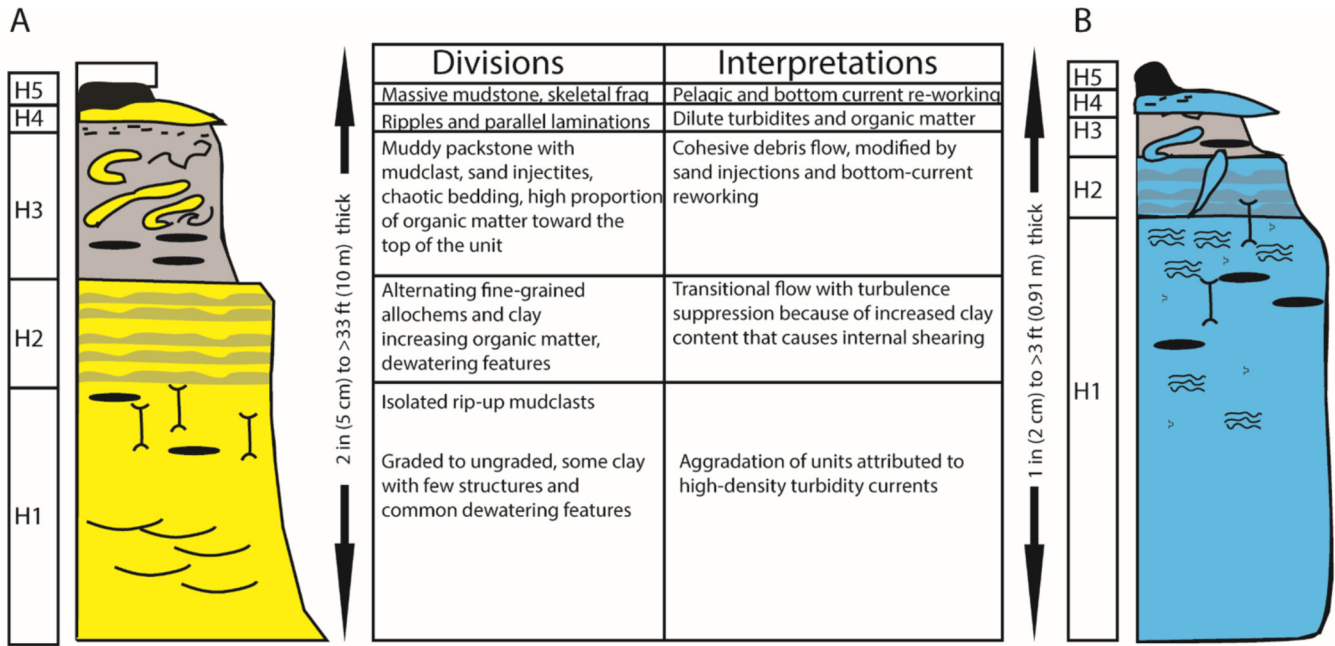 A
B
H5
H4
H3
H2
H1
2 in (5 cm) to >33 ft (10 m) thick
Divisions
Interpretations
Massive mudstone, skeletal frag
Pelagic and bottom current re-working
Ripples and parallel laminations
Dilute turbidites and organic matter
Muddy packstone with
mudclast, sand injectites,
chaotic bedding, high proportion
of organic matter toward the
top of the unit
Cohesive debris flow, modified by
sand injections and bottom-current
reworking
Alternating fine-grained
allochems and clay
increasing organic matter,
dewatering features
Transitional flow with turbulence
suppression because of increased clay
content that causes internal shearing
Isolated rip-up mudclasts
Graded to ungraded, some clay
with few structures and
common dewatering features
Aggradation of units attributed to
high-density turbidity currents
1 in (2 cm) to >3 ft (0.91 m) thick
H5
H4
H3
H2
H1